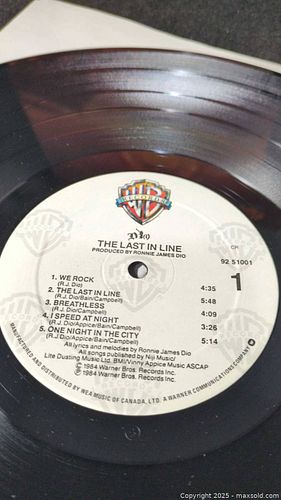 WB
RECORDS
Dio
THE LAST IN LINE
PRODUCED BY RONNIE JAMES DIO
CR
92 51001
1
1. WE ROCK 4:35
(R.J. Dio)
2. THE LAST IN LINE 5:48
(R.J. Dio/Bain/Campbell)
3. BREATHLESS 4:09
(R.J. Dio/Campbell)
4. I SPEED AT NIGHT 3:26
(R.J. Dio/Appice/Bain/Campbell)
5. ONE NIGHT IN THE CITY 5:14
(R.J. Dio/Appice/Bain/Campbell)
All lyrics and melodies by Ronnie James Dio
All songs published by Niji Music/
Lite Dusting Music Ltd. BMI/Vinny Appice Music ASCAP
©1984 Warner Bros. Records Inc.
℗1984 Warner Bros. Records Inc.
MANUFACTURED AND DISTRIBUTED BY WEA MUSIC OF CANADA, LTD. A WARNER COMMUNICATIONS COMPANY
Copyright © 2025 - maxsold.com